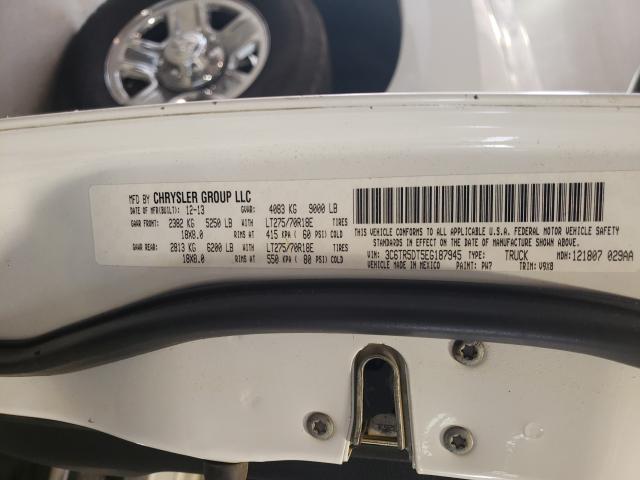 MFD BY CHRYSLER GROUP LLC
DATE OF MFR(BUILT): 12-13 GVWR: 4083 KG 9000 LB
GAWR FRONT: 2382 KG 5250 LB WITH LT275/70R18E TIRES
18X8.0 RIMS AT 415 KPA ( 60 PSI) COLD
GAWR REAR: 2813 KG 6200 LB WITH LT275/70R18E TIRES
18X8.0 RIMS AT 550 KPA ( 80 PSI) COLD
THIS VEHICLE CONFORMS TO ALL APPLICABLE U.S.A. FEDERAL MOTOR VEHICLE SAFETY
STANDARDS IN EFFECT ON THE DATE OF MANUFACTURE SHOWN ABOVE.
VIN: 3C6TR5DT5EG187945 TYPE: TRUCK MDH: 121807 029AA
VEHICLE MADE IN MEXICO PAINT: PW7 TRIM: V9X8